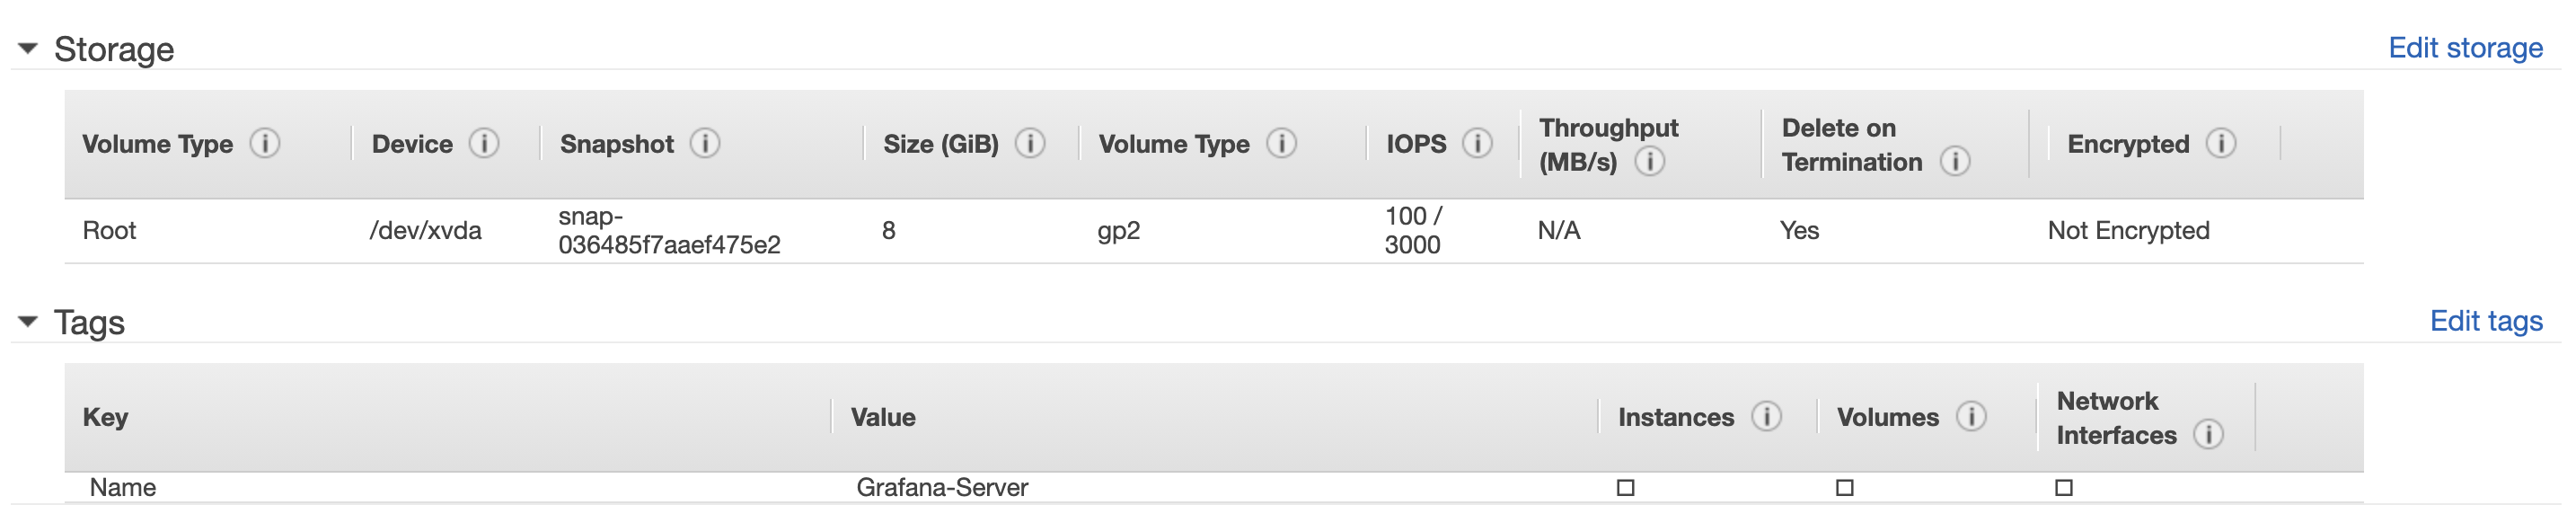 Storage
Edit storage
Volume Type Device Snapshot Size (GiB) Volume Type IOPS Throughput (MB/s) Delete on Termination Encrypted
Root /dev/xvda snap-036485f7aaef475e2 8 gp2 100 / 3000 N/A Yes Not Encrypted
Tags
Edit tags
Key Value Instances Volumes Network Interfaces
Name Grafana-Server